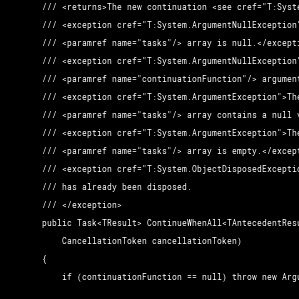 /// <returns>The new continuation <see cref="T:Syste
/// <exception cref="T:System.ArgumentNullException"
/// <paramref name="tasks"/> array is null.</excepti
/// <exception cref="T:System.ArgumentNullException"
/// <paramref name="continuationFunction"/> argument
/// <exception cref="T:System.ArgumentException">The
/// <paramref name="tasks"/> array contains a null v
/// <exception cref="T:System.ArgumentException">The
/// <paramref name="tasks"/> array is empty.</except
/// <exception cref="T:System.ObjectDisposedExceptio
/// has already been disposed.
/// </exception>
public Task<TResult> ContinueWhenAll<TAntecedentResu
CancellationToken cancellationToken)
{
if (continuationFunction == null) throw new Argu